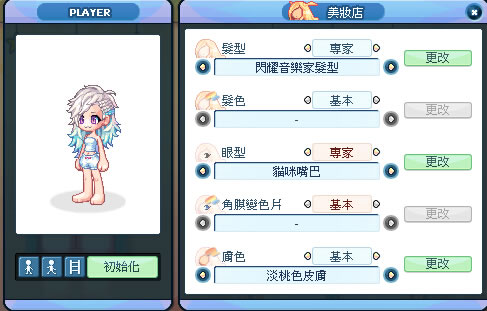 PLAYER
初始化
美妝店
髮型 專家
閃耀音樂家髮型
更改
髮色 基本
-
更改
眼型 專家
貓咪嘴巴
更改
角膜變色片 基本
-
更改
膚色 基本
淡桃色皮膚
更改